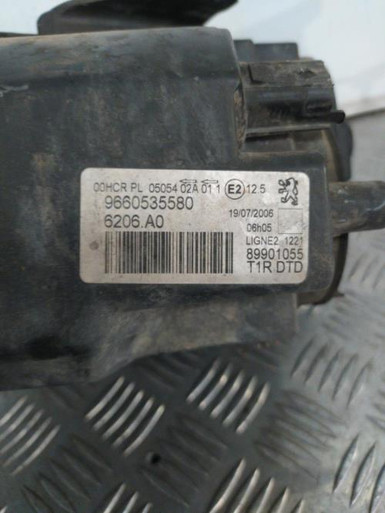 00HCR PL 05054 02A 01 1 E2 12.5
9660535580
19/07/2006
6206.A0
06h05
LIGNE2 1221
89901055
T1R DTD